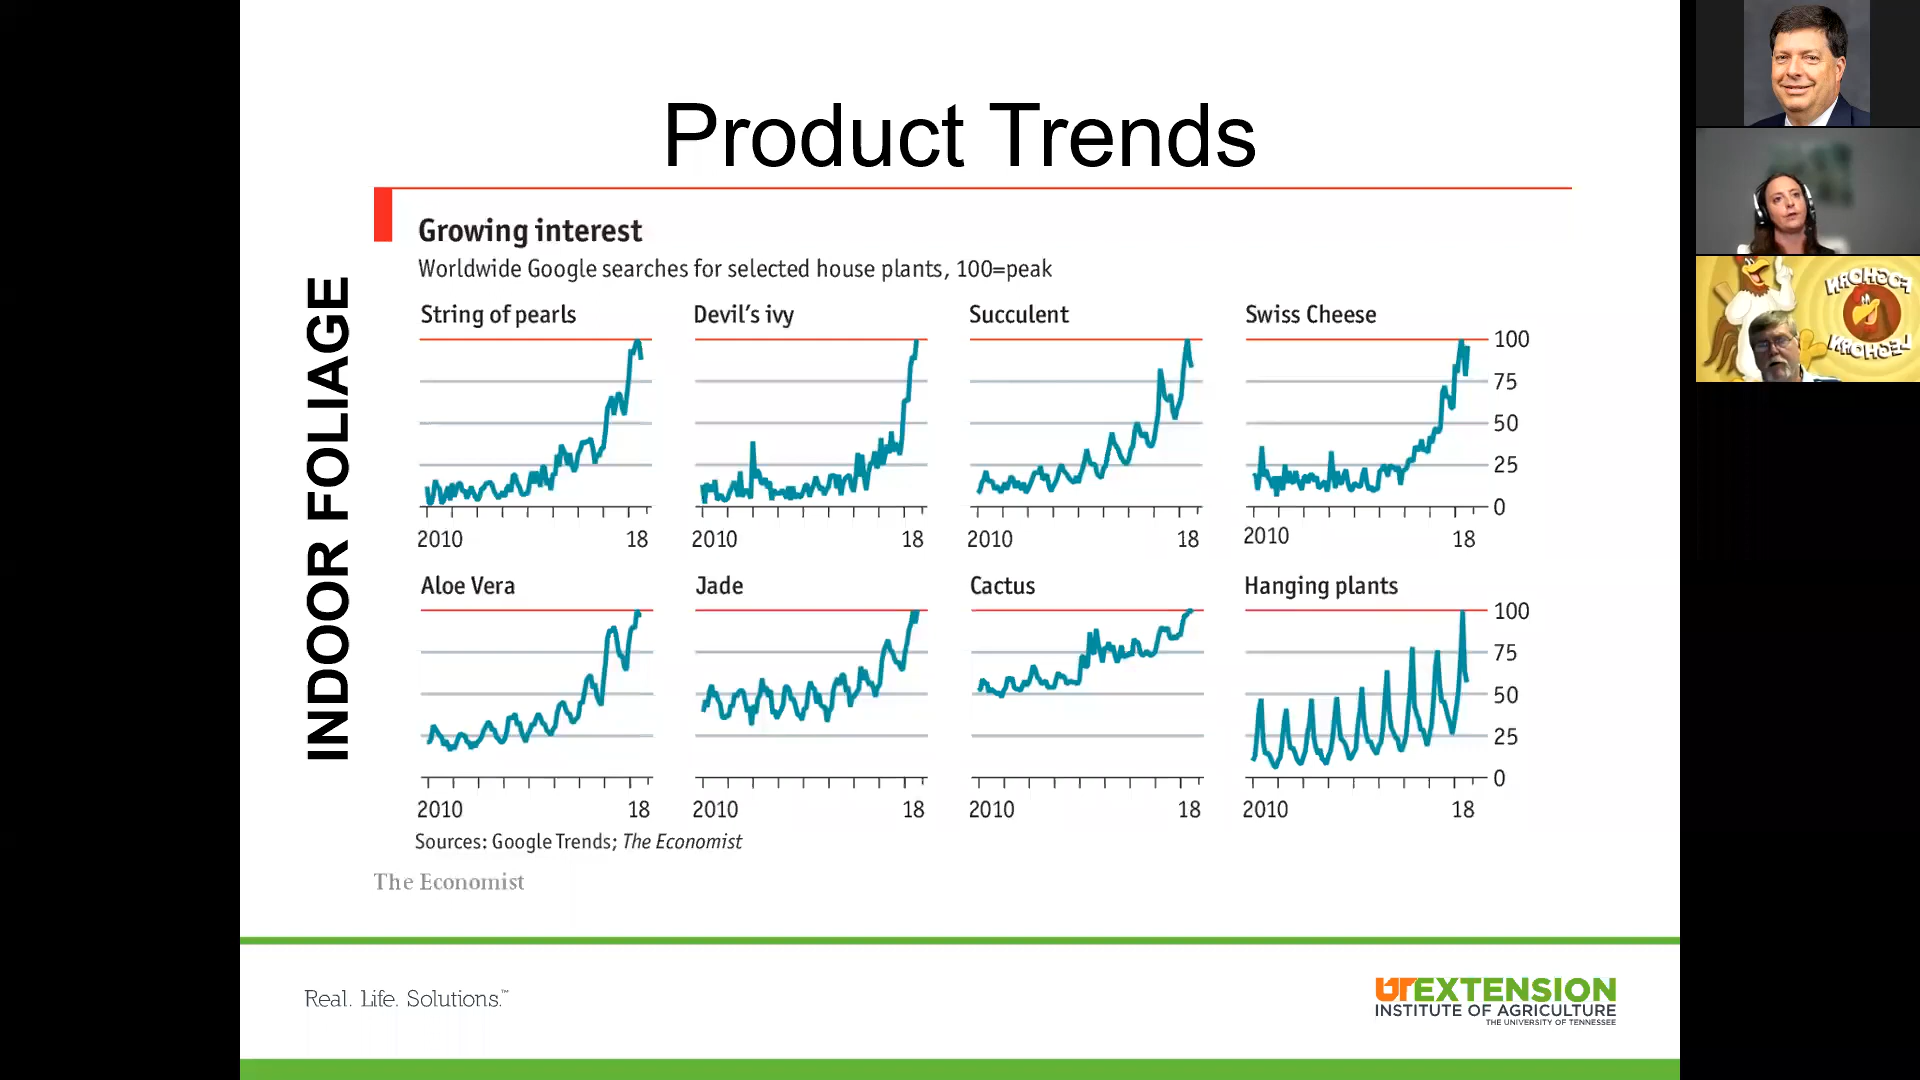 Product Trends
INDOOR FOLIAGE
Growing interest
Worldwide Google searches for selected house plants, 100=peak
String of pearls
Devil's ivy
Succulent
Swiss Cheese
100
75
50
25
0
2010
18
2010
18
2010
18
2010
18
Aloe Vera
Jade
Cactus
Hanging plants
100
75
50
25
0
2010
18
2010
18
2010
18
2010
18
Sources: Google Trends; The Economist
The Economist
Real. Life. Solutions.™
UTEXTENSION
INSTITUTE OF AGRICULTURE
THE UNIVERSITY OF TENNESSEE
FOGHORN
LEGHORN